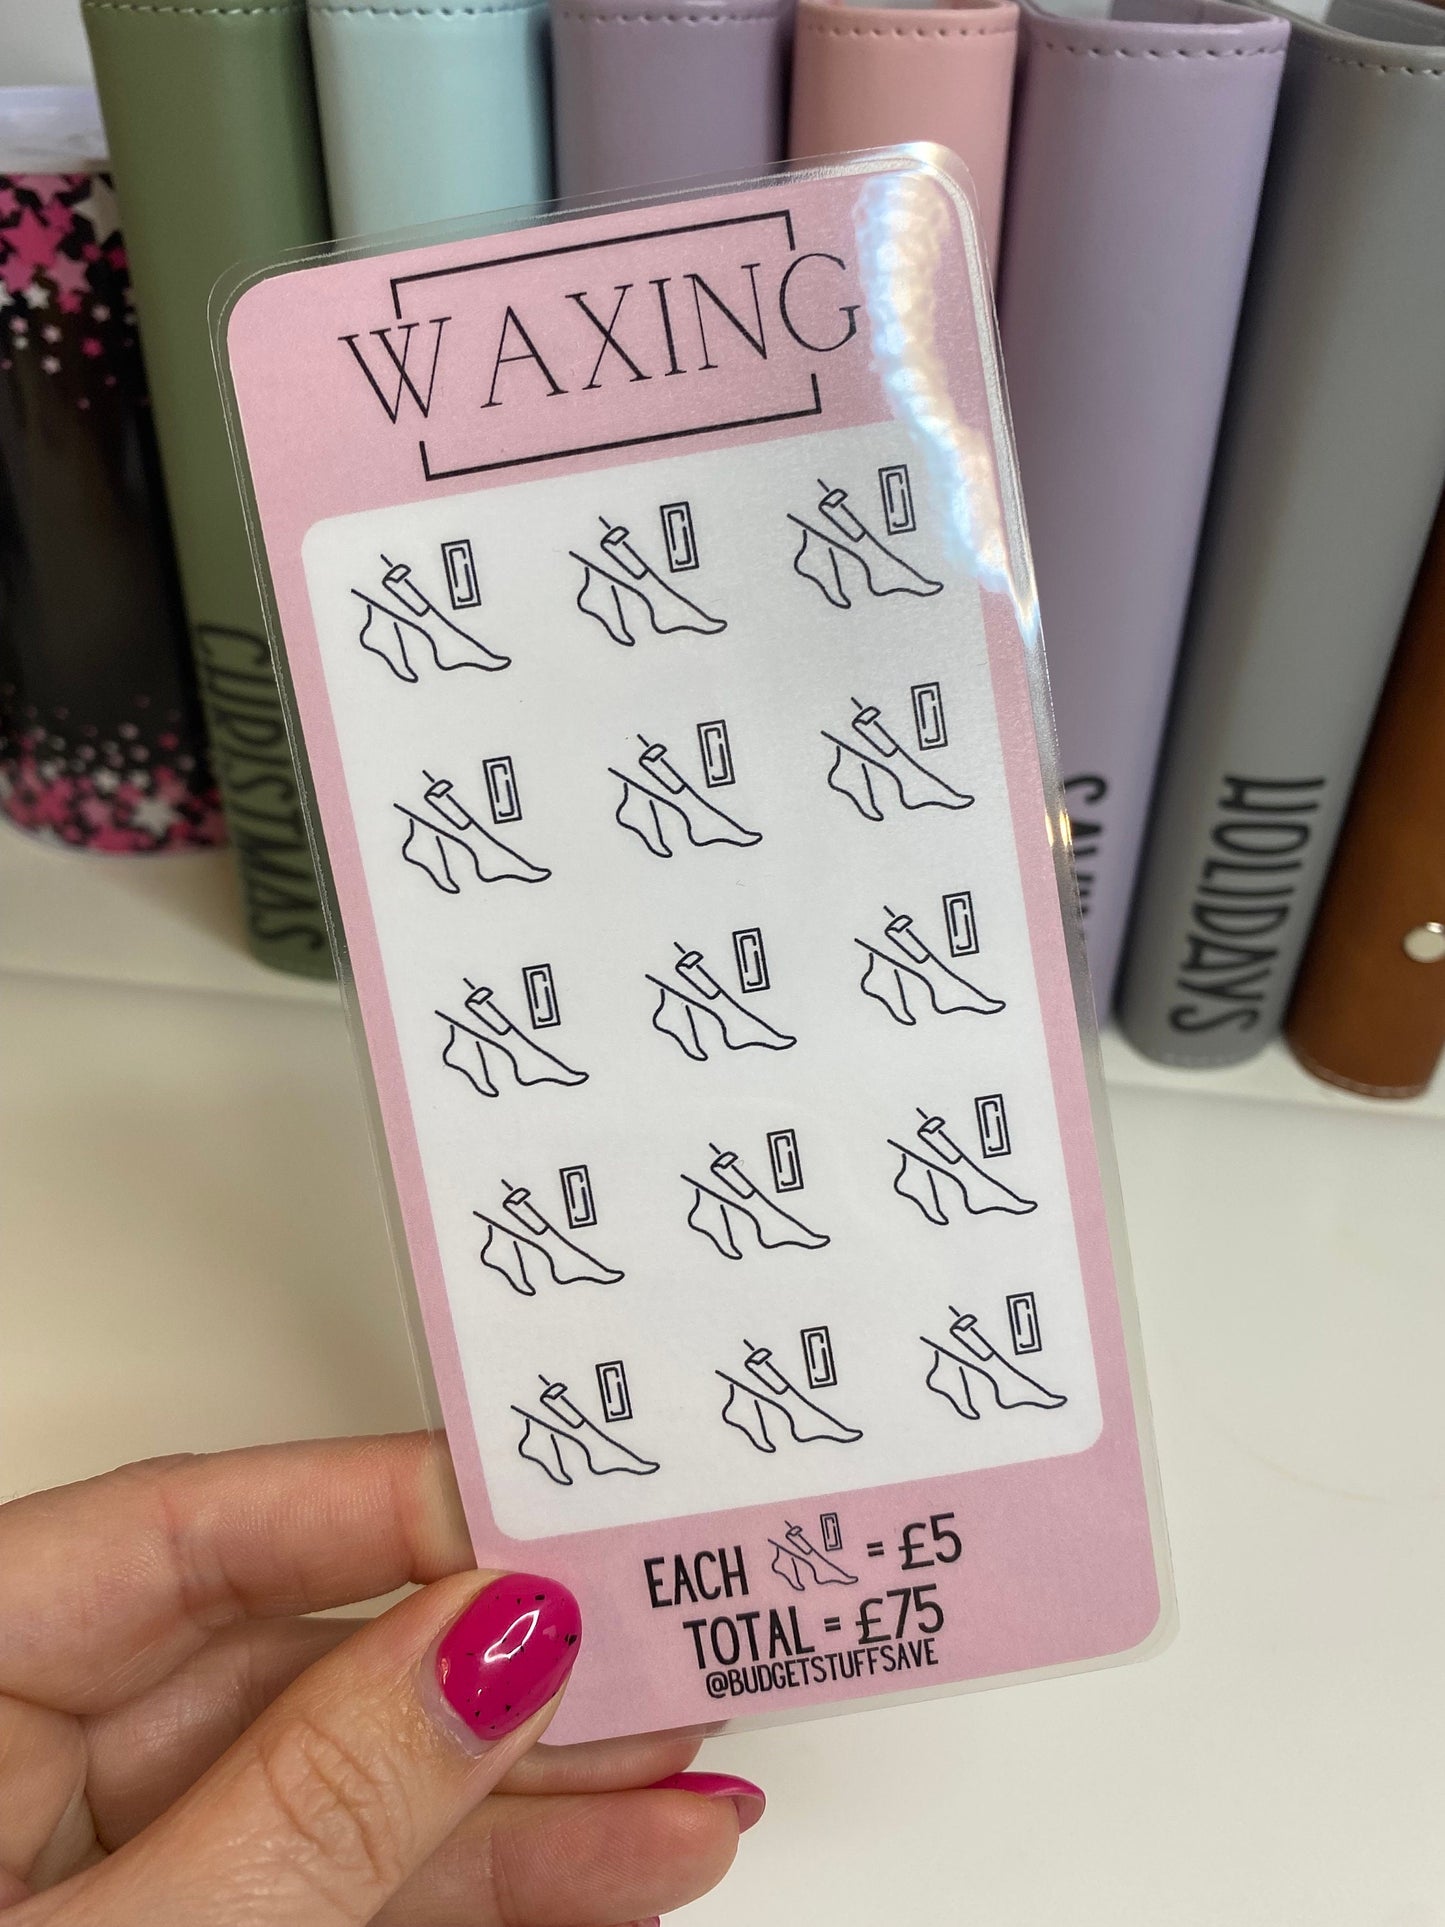 WAXING
EACH = £5
TOTAL = £75
@BUDGETSTUFFSAVE
CHRISTMAS
HOLIDAYS